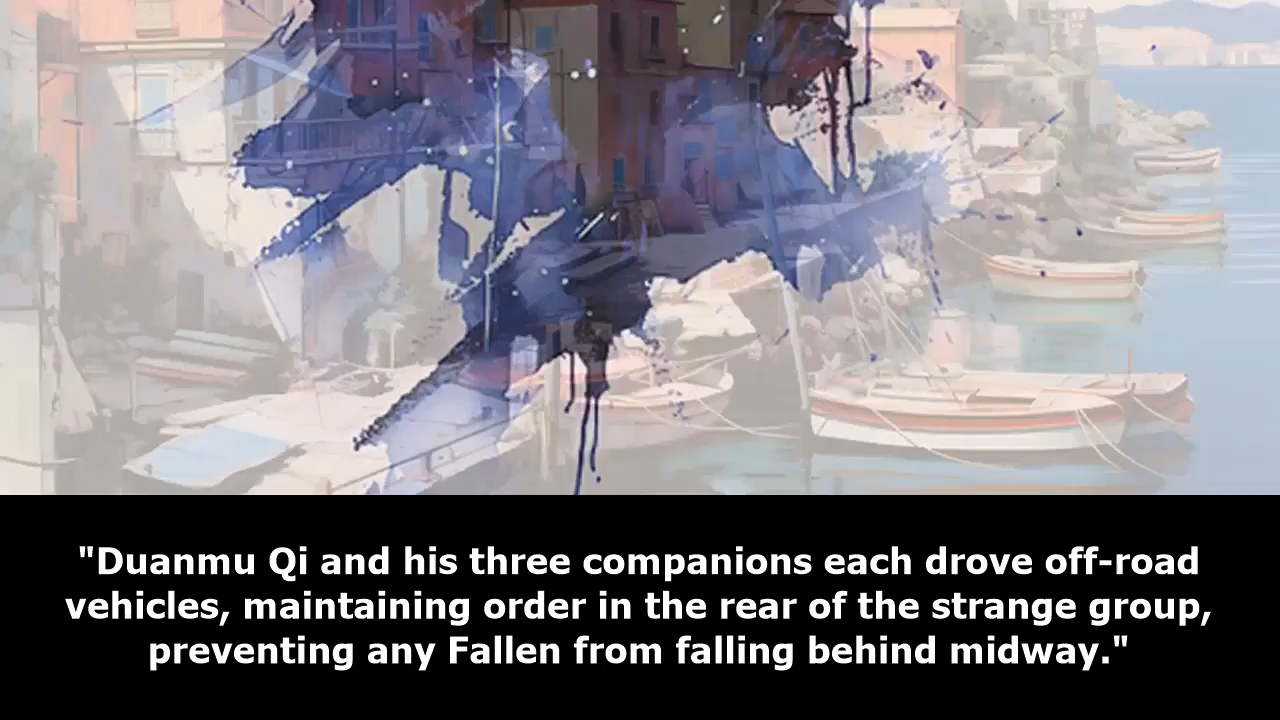 "Duanmu Qi and his three companions each drove off-road
vehicles, maintaining order in the rear of the strange group,
preventing any Fallen from falling behind midway."